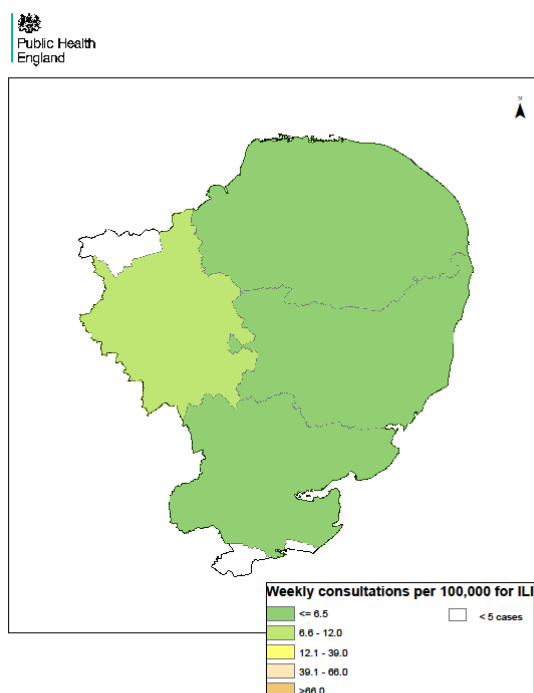 Public Health
England
N
Weekly consultations per 100,000 for ILI
<= 6.5
< 5 cases
6.6 - 12.0
12.1 - 39.0
39.1 - 66.0
>66.0